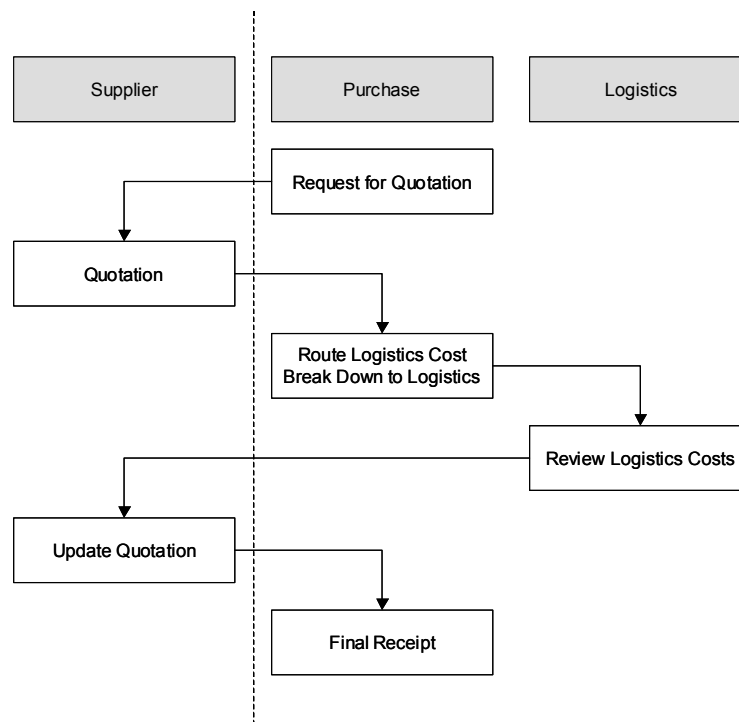 Supplier
Purchase
Logistics
Request for Quotation
Quotation
Route Logistics Cost
Break Down to Logistics
Review Logistics Costs
Update Quotation
Final Receipt